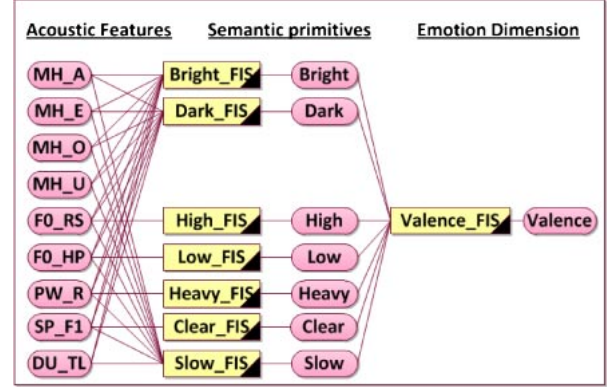 Acoustic Features Semantic primitives Emotion Dimension
MH_A Bright_FIS Bright
MH_E Dark_FIS Dark
MH_O
MH_U
F0_RS High_FIS High Valence_FIS Valence
F0_HP Low_FIS Low
PW_R Heavy_FIS Heavy
SP_F1 Clear_FIS Clear
DU_TL Slow_FIS Slow